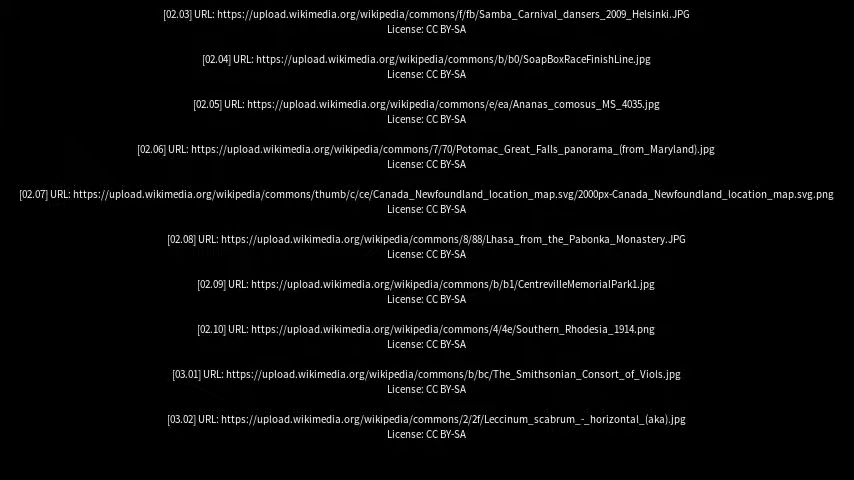 [02.03] URL: https://upload.wikimedia.org/wikipedia/commons/f/fb/Samba_Carnival_dansers_2009_Helsinki.JPG
License: CC BY-SA
[02.04] URL: https://upload.wikimedia.org/wikipedia/commons/b/b0/SoapBoxRaceFinishLine.jpg
License: CC BY-SA
[02.05] URL: https://upload.wikimedia.org/wikipedia/commons/e/ea/Ananas_comosus_MS_4035.jpg
License: CC BY-SA
[02.06] URL: https://upload.wikimedia.org/wikipedia/commons/7/70/Potomac_Great_Falls_panorama_(from_Maryland).jpg
License: CC BY-SA
[02.07] URL: https://upload.wikimedia.org/wikipedia/commons/thumb/c/ce/Canada_Newfoundland_location_map.svg/2000px-Canada_Newfoundland_location_map.svg.png
License: CC BY-SA
[02.08] URL: https://upload.wikimedia.org/wikipedia/commons/8/88/Lhasa_from_the_Pabonka_Monastery.JPG
License: CC BY-SA
[02.09] URL: https://upload.wikimedia.org/wikipedia/commons/b/b1/CentrevilleMemorialPark1.jpg
License: CC BY-SA
[02.10] URL: https://upload.wikimedia.org/wikipedia/commons/4/4e/Southern_Rhodesia_1914.png
License: CC BY-SA
[03.01] URL: https://upload.wikimedia.org/wikipedia/commons/b/bc/The_Smithsonian_Consort_of_Viols.jpg
License: CC BY-SA
[03.02] URL: https://upload.wikimedia.org/wikipedia/commons/2/2f/Leccinum_scabrum_-_horizontal_(aka).jpg
License: CC BY-SA